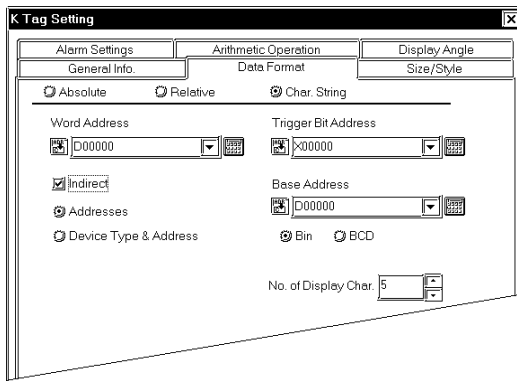 K Tag Setting
Alarm Settings Arithmetic Operation Display Angle
General Info. Data Format Size/Style
Absolute Relative Char. String
Word Address Trigger Bit Address
D00000 X00000
Indirect Base Address
Addresses D00000
Device Type & Address Bin BCD
No. of Display Char. 5